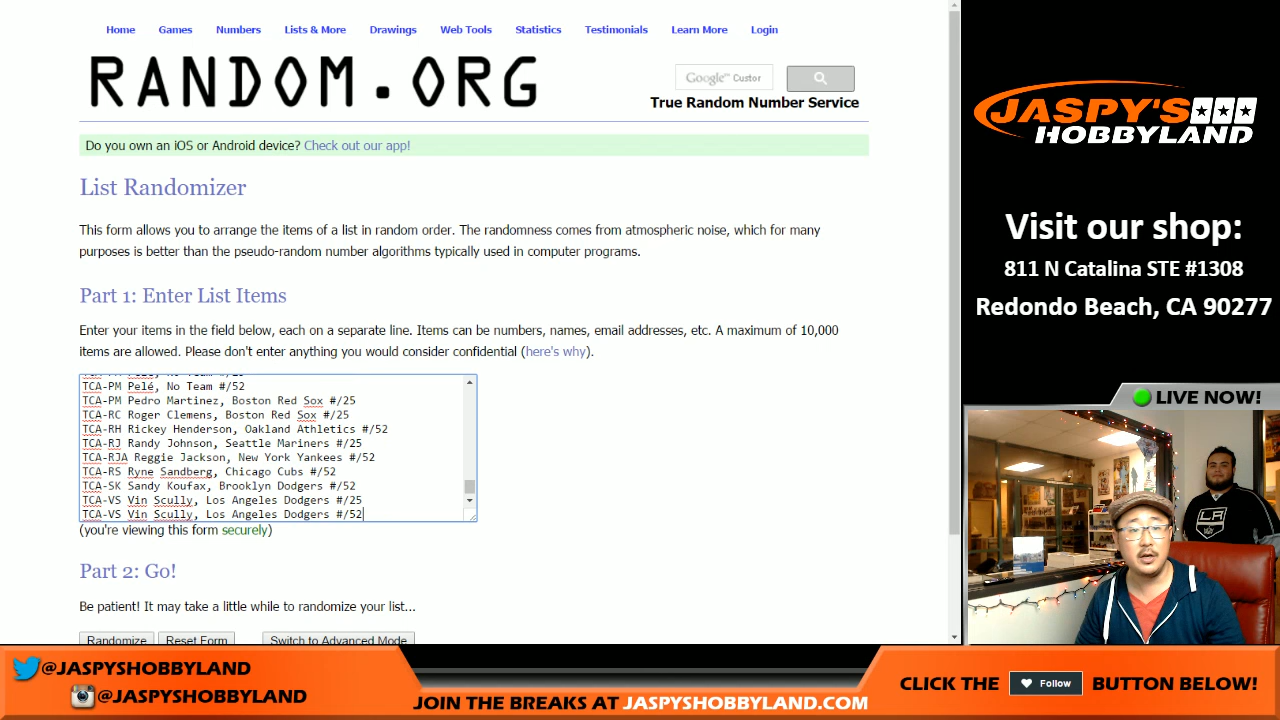 Home Games Numbers Lists & More Drawings Web Tools Statistics Testimonials Learn More Login
RANDOM.ORG
Google™ Custor
True Random Number Service
Do you own an iOS or Android device? Check out our app!
List Randomizer
This form allows you to arrange the items of a list in random order. The randomness comes from atmospheric noise, which for many
purposes is better than the pseudo-random number algorithms typically used in computer programs.
Part 1: Enter List Items
Enter your items in the field below, each on a separate line. Items can be numbers, names, email addresses, etc. A maximum of 10,000
items are allowed. Please don't enter anything you would consider confidential (here's why).
TCA-PM Pelé, No Team #/52
TCA-PM Pedro Martinez, Boston Red Sox #/25
TCA-RC Roger Clemens, Boston Red Sox #/25
TCA-RH Rickey Henderson, Oakland Athletics #/52
TCA-RJ Randy Johnson, Seattle Mariners #/25
TCA-RJA Reggie Jackson, New York Yankees #/52
TCA-RS Ryne Sandberg, Chicago Cubs #/52
TCA-SK Sandy Koufax, Brooklyn Dodgers #/52
TCA-VS Vin Scully, Los Angeles Dodgers #/25
TCA-VS Vin Scully, Los Angeles Dodgers #/52
(you're viewing this form securely)
Part 2: Go!
Be patient! It may take a little while to randomize your list...
Randomize Reset Form Switch to Advanced Mode
JASPY'S
HOBBYLAND
Visit our shop:
811 N Catalina STE #1308
Redondo Beach, CA 90277
LIVE NOW!
LA
@JASPYSHOBBYLAND
@JASPYSHOBBYLAND
JOIN THE BREAKS AT JASPYSHOBBYLAND.COM
CLICK THE Follow BUTTON BELOW!